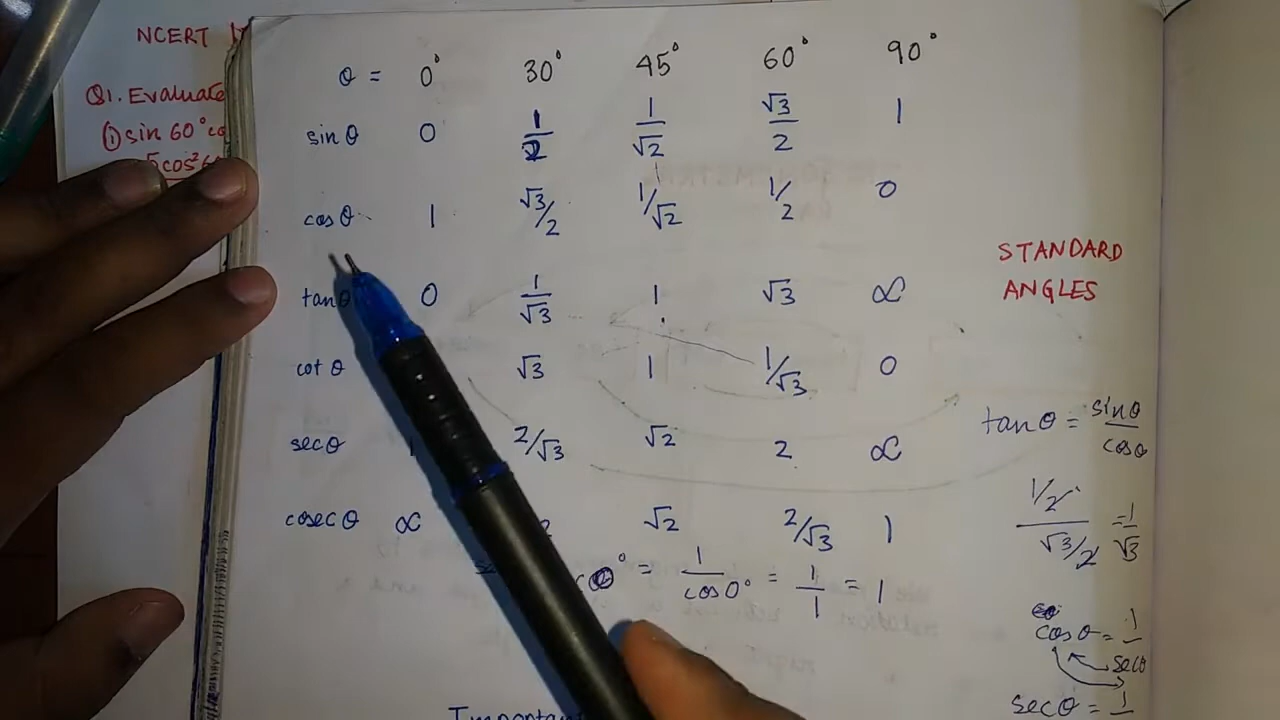 NCERT
Q1. Evaluate
① sin 60° co
5cos²6
θ = 0° 30° 45° 60° 90°
sin θ 0 1/2 1/√2 √3/2 1
cos θ 1 √3/2 1/√2 1/2 0
tan θ 0 1/√3 1 √3 ∞
cot θ √3 1 1/√3 0
sec θ 2/√3 √2 2 ∞
cosec θ ∞ √2 2/√3 1
0° = 1/cos 0° = 1/1 = 1
STANDARD
ANGLES
tan θ = sin θ/cos θ
1/2/√3/2 = 1/√3
cos θ = 1/sec θ
sec θ = 1
Important